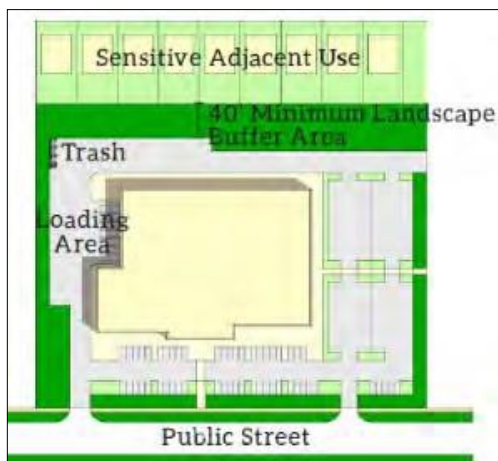 Sensitive Adjacent Use
40' Minimum Landscape
Buffer Area
Trash
Loading
Area
Public Street